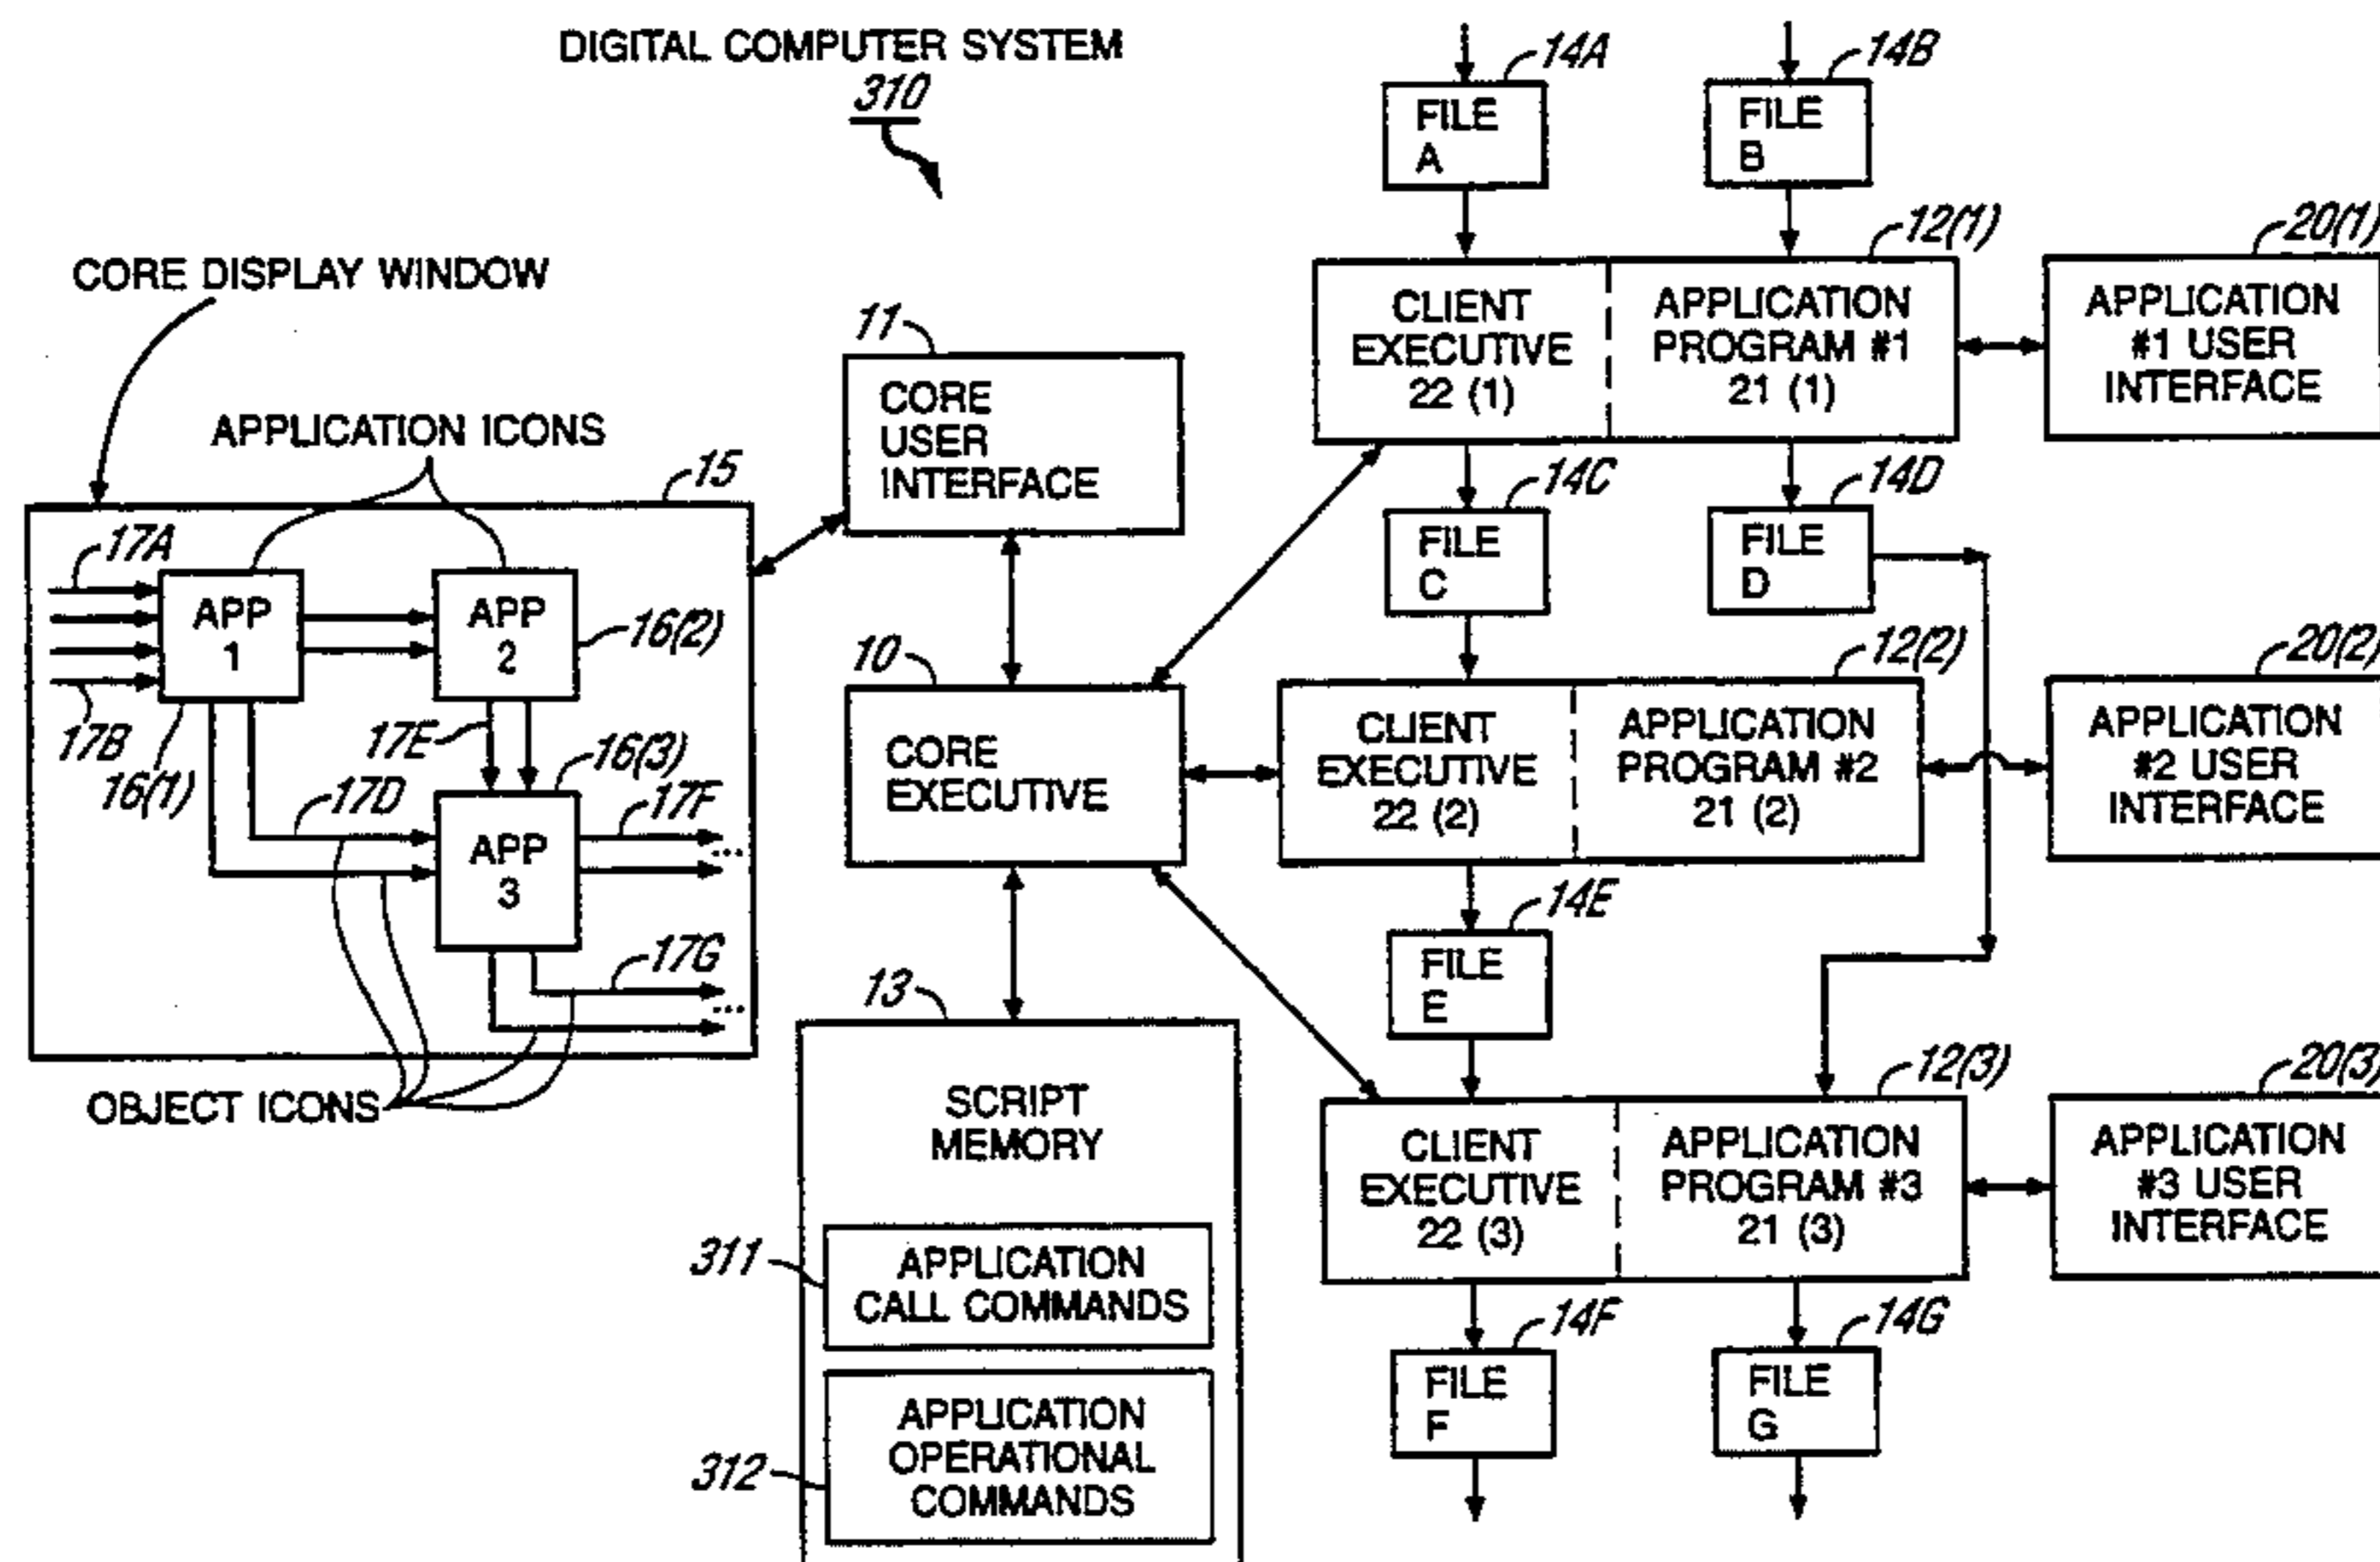 DIGITAL COMPUTER SYSTEM
310
14A
FILE
A
14B
FILE
B
12(1)
20(1)
CLIENT
EXECUTIVE
22 (1)
APPLICATION
PROGRAM #1
21 (1)
APPLICATION
#1 USER
INTERFACE
CORE DISPLAY WINDOW
APPLICATION ICONS
15
17A
APP
1
APP
2
16(2)
17B
16(1)
17E
16(3)
17D
17F
APP
3
...
17G
...
OBJECT ICONS
11
CORE
USER
INTERFACE
10
CORE
EXECUTIVE
14C
FILE
C
14D
FILE
D
12(2)
20(2)
CLIENT
EXECUTIVE
22 (2)
APPLICATION
PROGRAM #2
21 (2)
APPLICATION
#2 USER
INTERFACE
14E
FILE
E
13
SCRIPT
MEMORY
311
APPLICATION
CALL COMMANDS
312
APPLICATION
OPERATIONAL
COMMANDS
12(3)
20(3)
CLIENT
EXECUTIVE
22 (3)
APPLICATION
PROGRAM #3
21 (3)
APPLICATION
#3 USER
INTERFACE
14F
FILE
F
14G
FILE
G